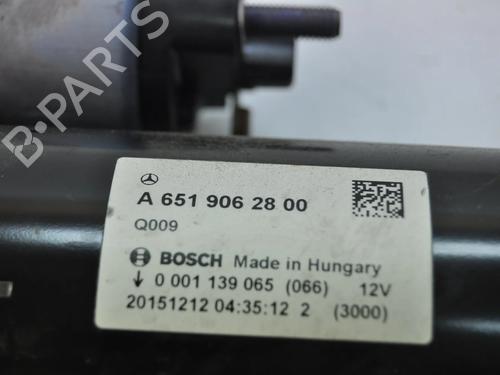 B-PARTS
A 651 906 28 00
Q009
BOSCH Made in Hungary
↓ 0 001 139 065 (066) 12V
20151212 04:35:12 2 (3000)